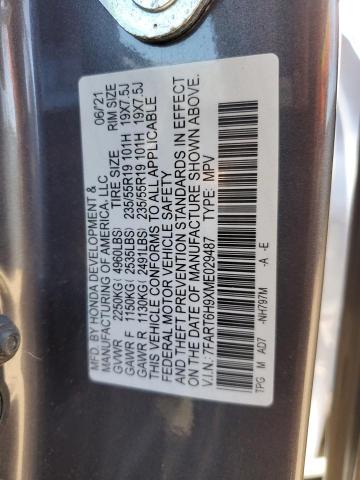 MFD. BY HONDA DEVELOPMENT & 06/21
MANUFACTURING OF AMERICA, LLC
TIRE SIZE RIM SIZE
GVWR 2250KG( 4960LBS)
GAWR F 1150KG( 2535LBS) 235/55R19 101H 19X7.5J
GAWR R 1130KG( 2491LBS) 235/55R19 101H 19X7.5J
THIS VEHICLE CONFORMS TO ALL APPLICABLE
FEDERAL MOTOR VEHICLE SAFETY
AND THEFT PREVENTION STANDARDS IN EFFECT
ON THE DATE OF MANUFACTURE SHOWN ABOVE.
V.I.N.: 7FART6H9XME029487 TYPE: MPV
TPG M AD7 -NH797M -A -E